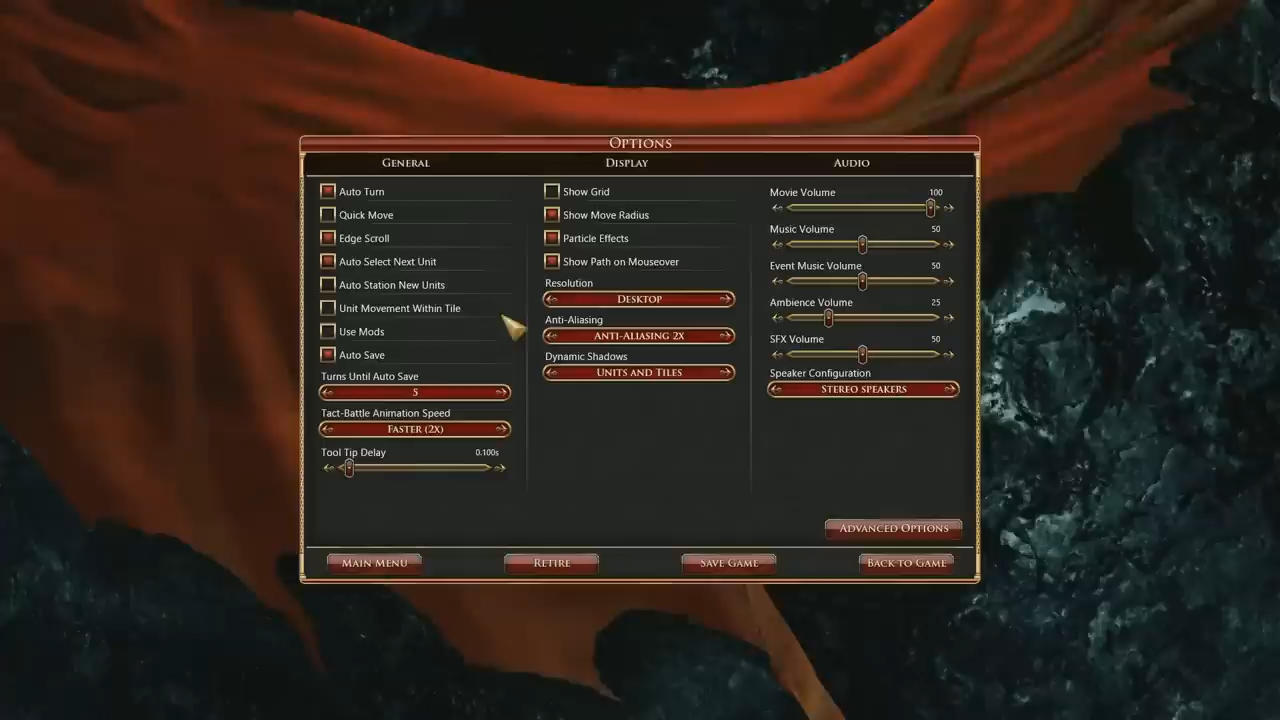 OPTIONS
GENERAL
Auto Turn
Quick Move
Edge Scroll
Auto Select Next Unit
Auto Station New Units
Unit Movement Within Tile
Use Mods
Auto Save
Turns Until Auto Save
5
Tact-Battle Animation Speed
FASTER (2X)
Tool Tip Delay 0.100s
DISPLAY
Show Grid
Show Move Radius
Particle Effects
Show Path on Mouseover
Resolution
DESKTOP
Anti-Aliasing
ANTI-ALIASING 2X
Dynamic Shadows
UNITS AND TILES
AUDIO
Movie Volume 100
Music Volume 50
Event Music Volume 50
Ambience Volume 25
SFX Volume 50
Speaker Configuration
STEREO SPEAKERS
ADVANCED OPTIONS
MAIN MENU
RETIRE
SAVE GAME
BACK TO GAME